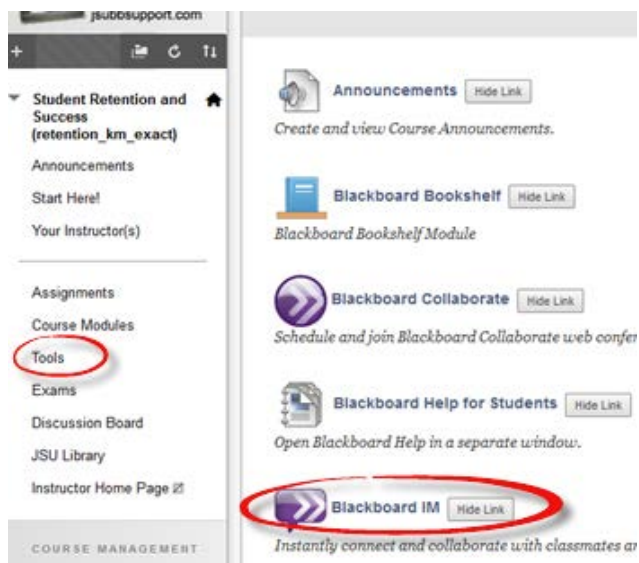 jsubbsupport.com
Student Retention and
Success
(retention_km_exact)
Announcements
Start Here!
Your Instructor(s)
Assignments
Course Modules
Tools
Exams
Discussion Board
JSU Library
Instructor Home Page
COURSE MANAGEMENT
Announcements Hide Link
Create and view Course Announcements.
Blackboard Bookshelf Hide Link
Blackboard Bookshelf Module
Blackboard Collaborate Hide Link
Schedule and join Blackboard Collaborate web confer
Blackboard Help for Students Hide Link
Open Blackboard Help in a separate window.
Blackboard IM Hide Link
Instantly connect and collaborate with classmates an